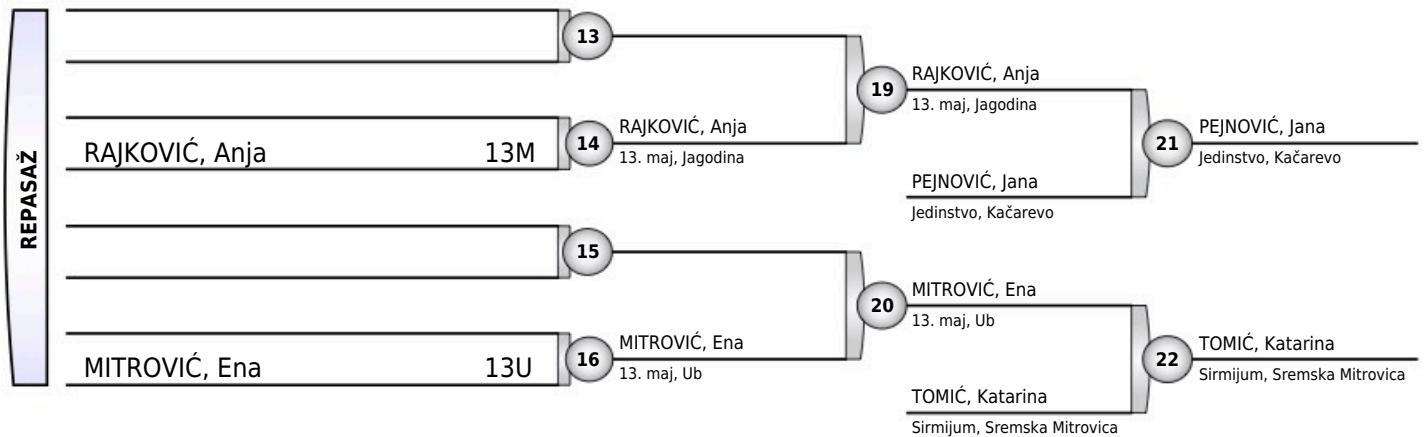 REPASAŽ
13
14
RAJKOVIĆ, Anja 13M
RAJKOVIĆ, Anja
13. maj, Jagodina
15
16
MITROVIĆ, Ena 13U
MITROVIĆ, Ena
13. maj, Ub
19
RAJKOVIĆ, Anja
13. maj, Jagodina
PEJNOVIĆ, Jana
Jedinstvo, Kačarevo
20
MITROVIĆ, Ena
13. maj, Ub
TOMIĆ, Katarina
Sirmijum, Sremska Mitrovica
21
PEJNOVIĆ, Jana
Jedinstvo, Kačarevo
22
TOMIĆ, Katarina
Sirmijum, Sremska Mitrovica